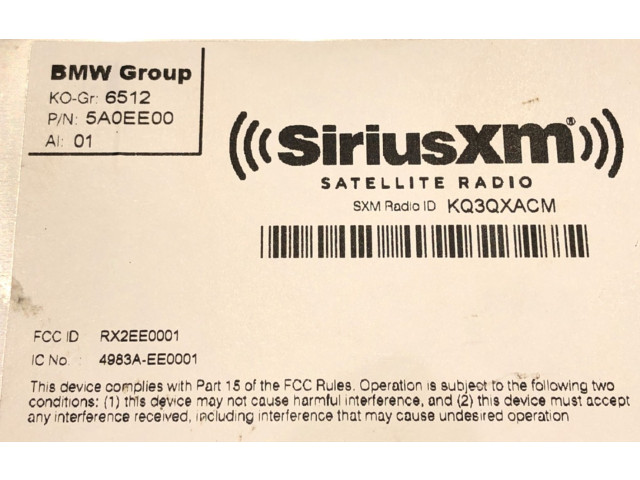 BMW Group
KO-Gr: 6512
P/N: 5A0EE00
AI: 01
SiriusXm®
SATELLITE RADIO
SXM Radio ID KQ3QXACM
FCC ID RX2EE0001
IC No. : 4983A-EE0001
This device complies with Part 15 of the FCC Rules. Operation is subject to the following two
conditions: (1) this device may not cause harmful interference, and (2) this device must accept
any interference received, including interference that may cause undesired operation